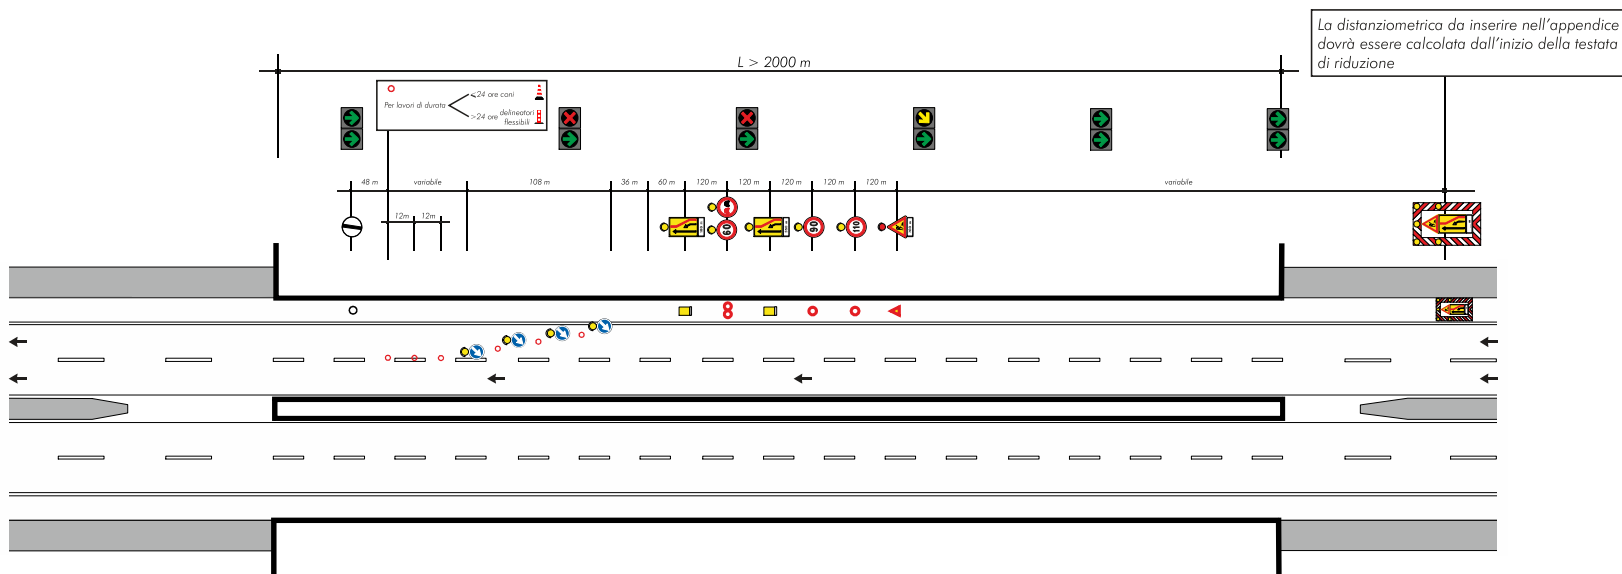 La distanziometrica da inserire nell'appendice
dovrà essere calcolata dall'inizio della testata
di riduzione
L > 2000 m
Per lavori di durata
⩽24 ore coni
>24 ore
delineatori
flessibili
48 m
variabile
108 m
36 m
60 m
120 m
120 m
120 m
120 m
120 m
variabile
12m
12m
60
90
110